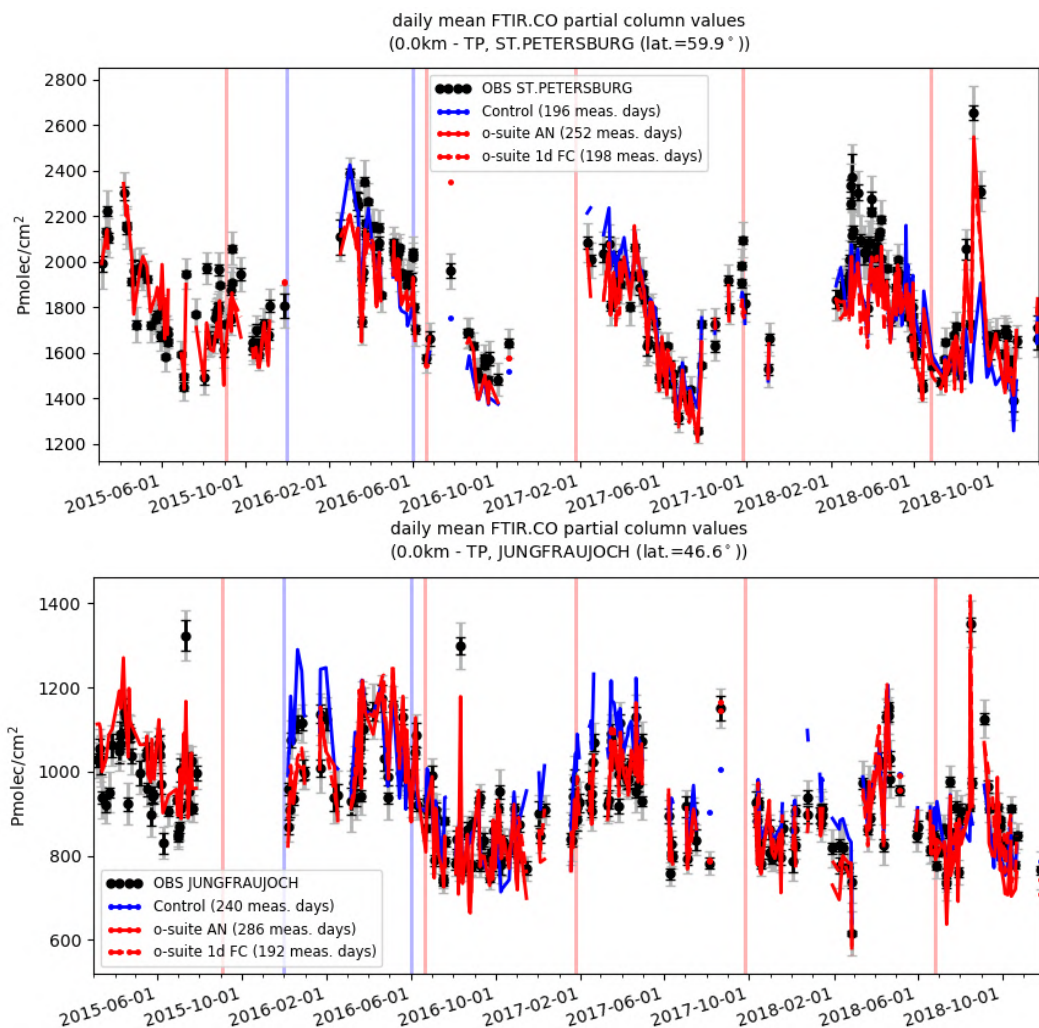 daily mean FTIR.CO partial column values
(0.0km - TP, ST.PETERSBURG (lat.=59.9°))
2800
2600
2400
2200
2000
1800
1600
1400
1200
Pmolec/cm²
OBS ST.PETERSBURG
Control (196 meas. days)
o-suite AN (252 meas. days)
o-suite 1d FC (198 meas. days)
2015-06-01
2015-10-01
2016-02-01
2016-06-01
2016-10-01
2017-02-01
2017-06-01
2017-10-01
2018-02-01
2018-06-01
2018-10-01
daily mean FTIR.CO partial column values
(0.0km - TP, JUNGFRAUJOCH (lat.=46.6°))
1400
1200
1000
800
600
Pmolec/cm²
OBS JUNGFRAUJOCH
Control (240 meas. days)
o-suite AN (286 meas. days)
o-suite 1d FC (192 meas. days)
2015-06-01
2015-10-01
2016-02-01
2016-06-01
2016-10-01
2017-02-01
2017-06-01
2017-10-01
2018-02-01
2018-06-01
2018-10-01